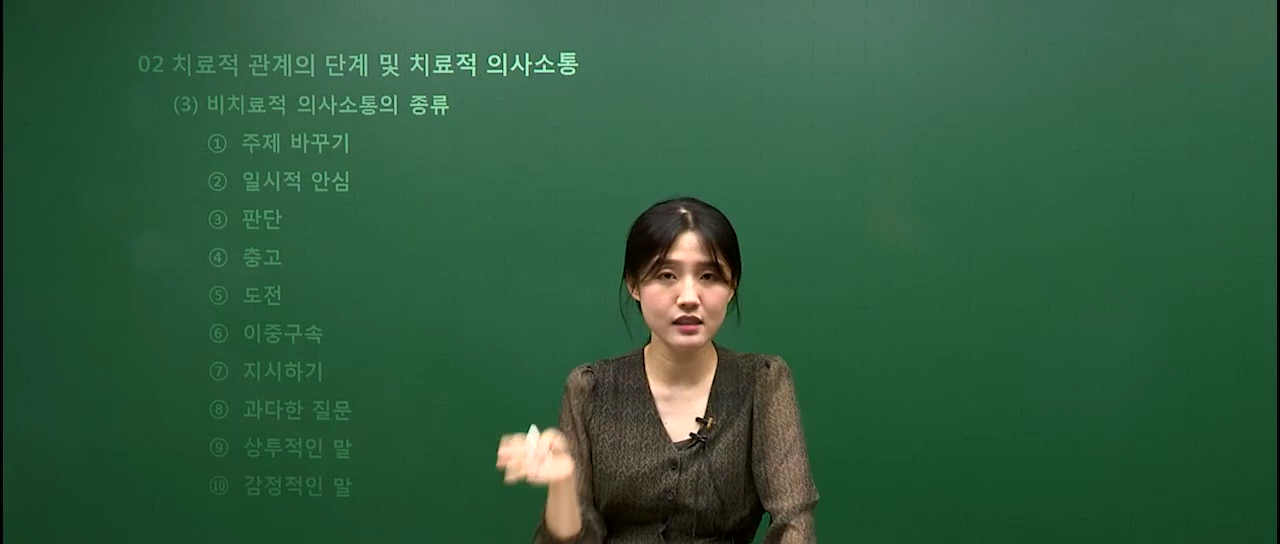 02 치료적 관계의 단계 및 치료적 의사소통
(3) 비치료적 의사소통의 종류
① 주제 바꾸기
② 일시적 안심
③ 판단
④ 충고
⑤ 도전
⑥ 이중구속
⑦ 지시하기
⑧ 과다한 질문
⑨ 상투적인 말
⑩ 감정적인 말